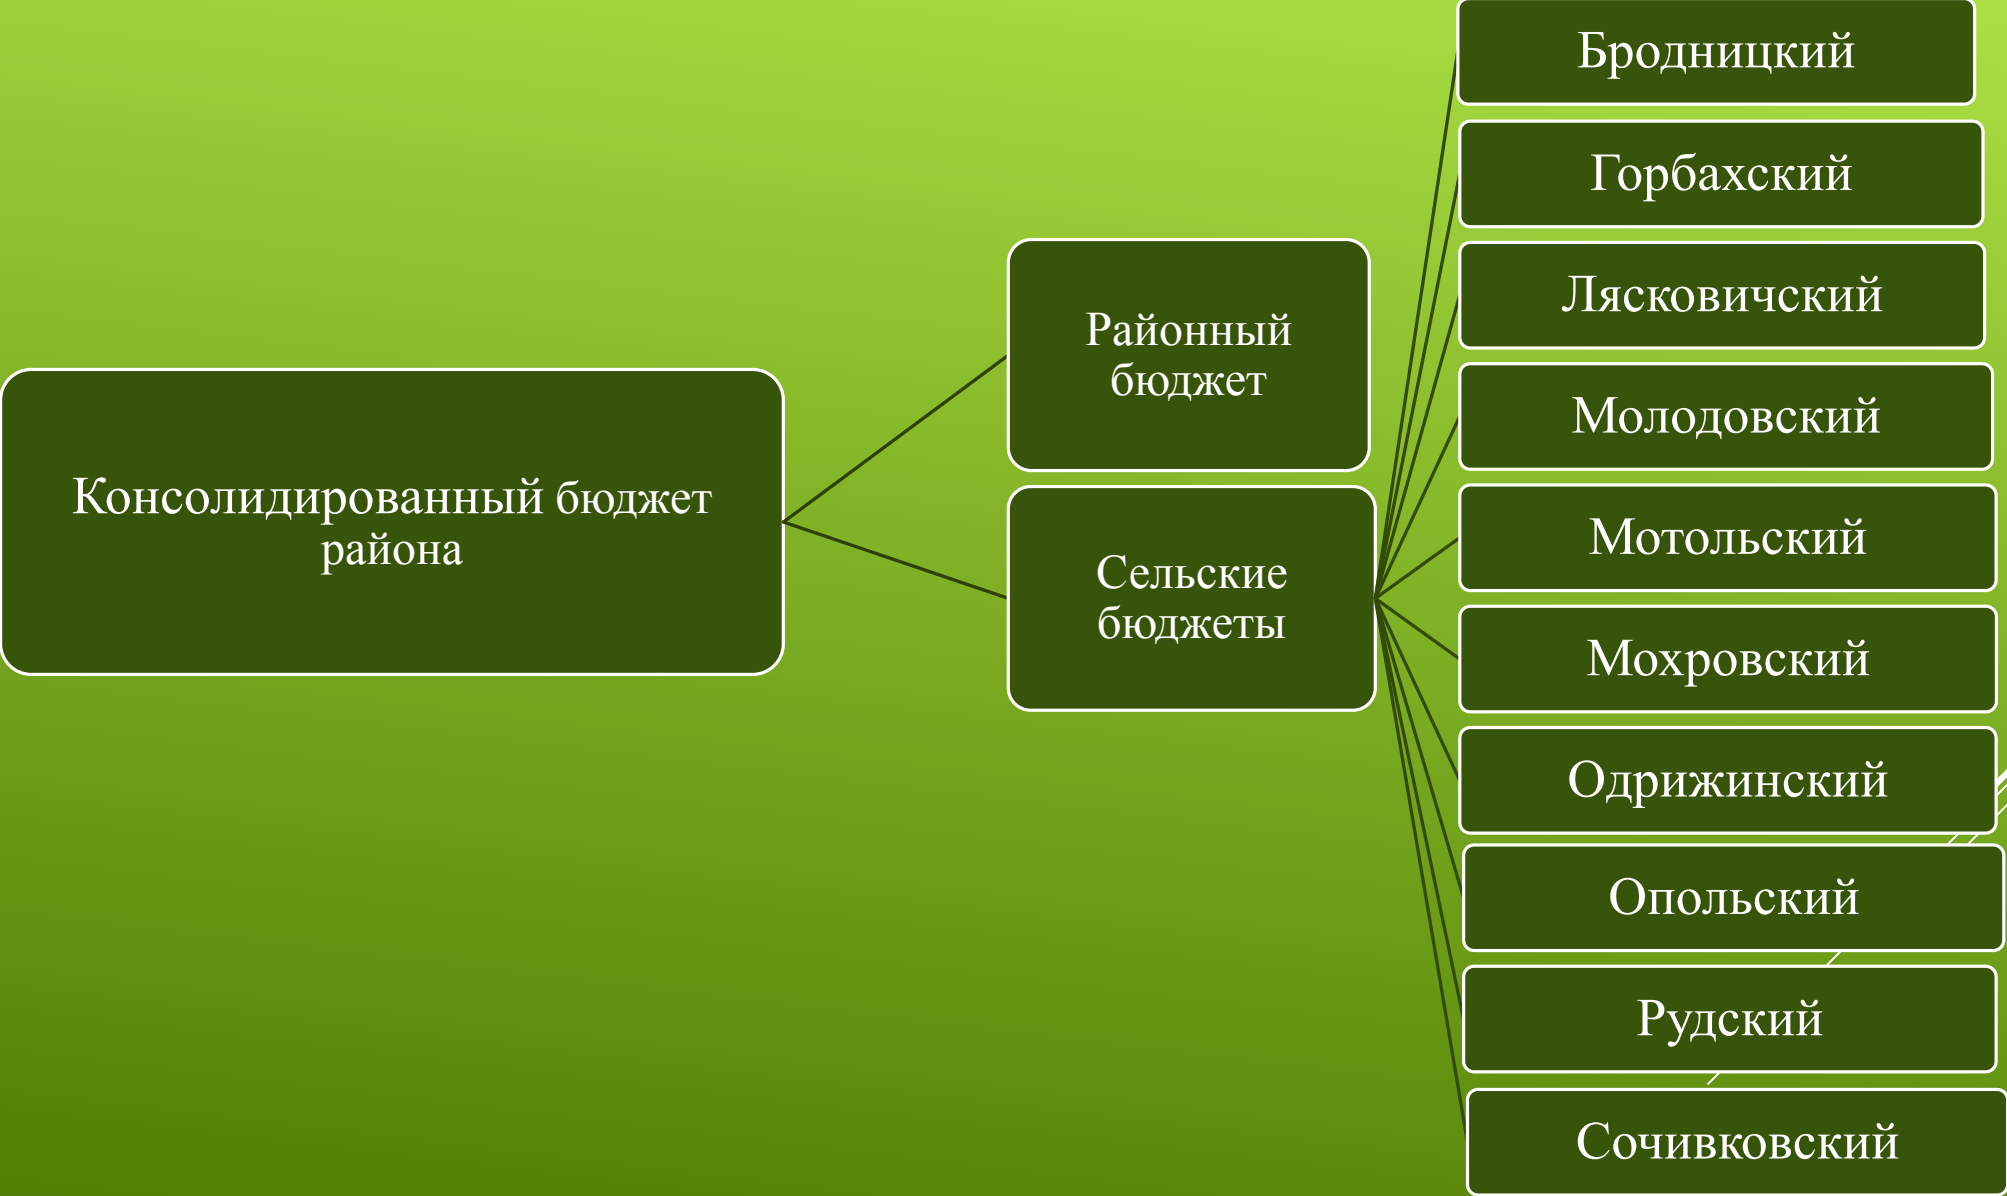 Консолидированный бюджет
района
Районный
бюджет
Сельские
бюджеты
Бродницкий
Горбахский
Лясковичский
Молодовский
Мотольский
Мохровский
Одрижинский
Опольский
Рудский
Сочивковский